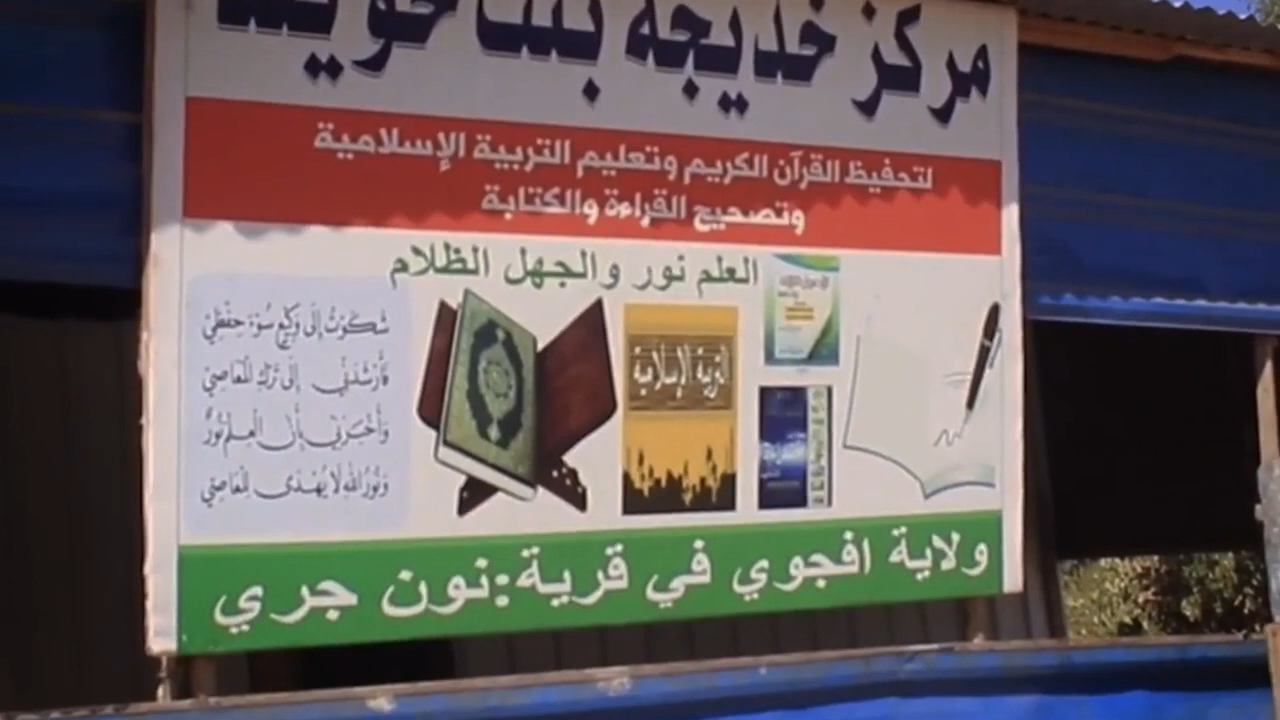 مركز خديجه بنت خويلد
لتحفيظ القرآن الكريم وتعليم التربية الإسلامية
وتصحيح القراءة والكتابة
العلم نور والجهل الظلام
شكوت إلى وكيع سوء حفظي
فأرشدني إلى ترك المعاصي
وأخبرني بأن العلم نور
ونور الله لا يهدى لعاصي
التربية الإسلامية
ولاية افجوي في قرية:نون جري